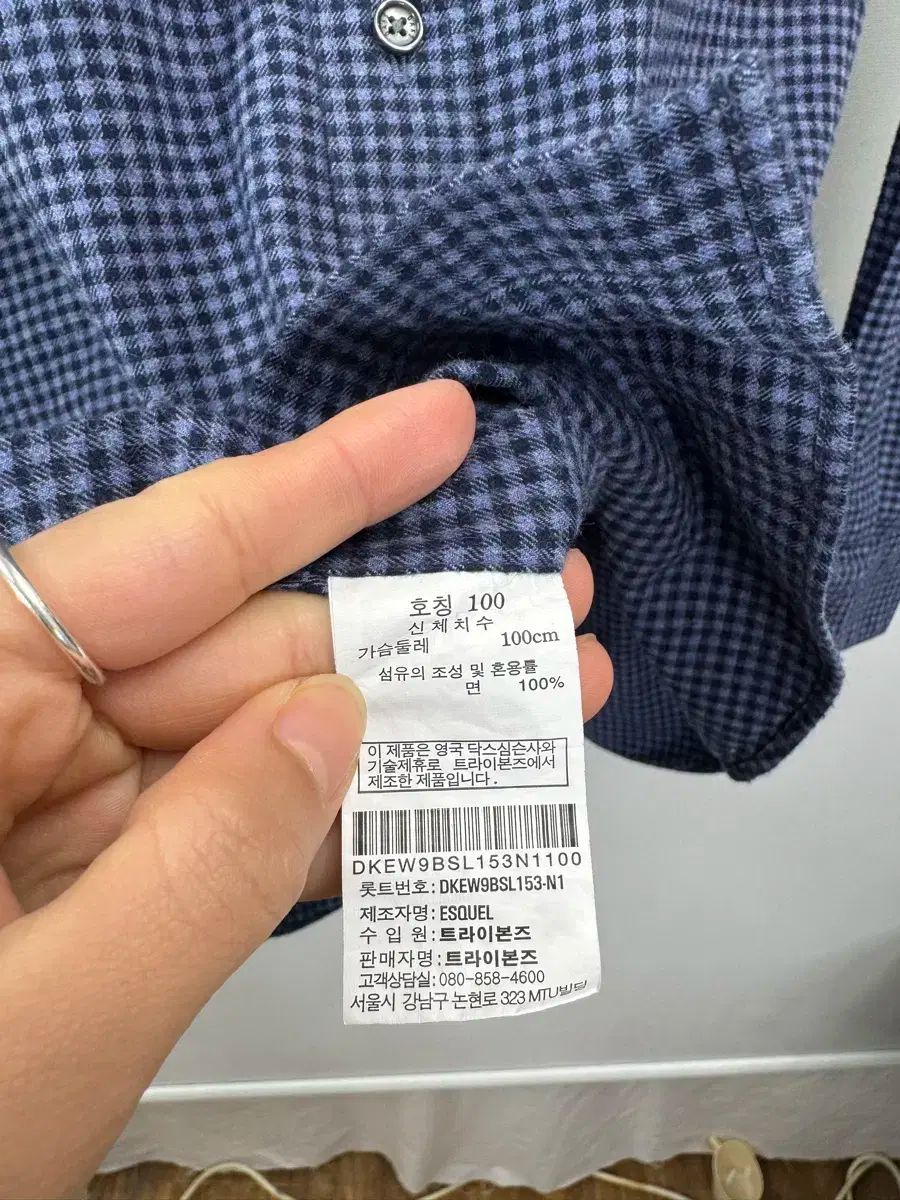 호칭 100
신체치수
가슴둘레 100cm
섬유의 조성 및 혼용률
면 100%
이 제품은 영국 닥스심슨사와
기술제휴로 트라이본즈에서
제조한 제품입니다.
DKEW9BSL153N1100
롯트번호: DKEW9BSL153-N1
제조자명: ESQUEL
수 입 원: 트라이본즈
판매자명: 트라이본즈
고객상담실: 080-858-4600
서울시 강남구 논현로 323 MTU빌딩